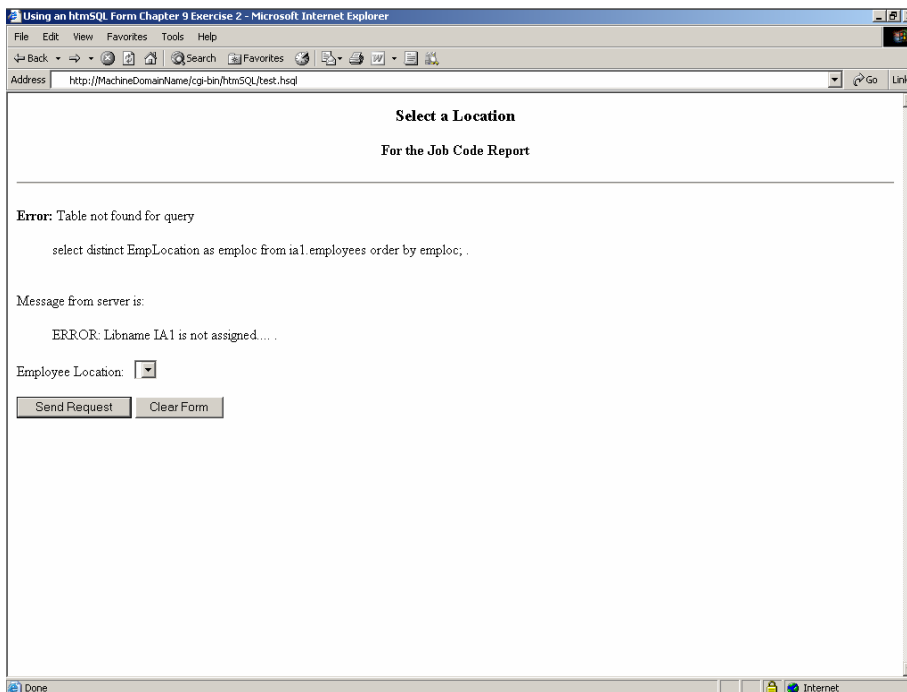 Using an htmSQL Form Chapter 9 Exercise 2 - Microsoft Internet Explorer
File Edit View Favorites Tools Help
Back Search Favorites
Address http://MachineDomainName/cgi-bin/htmSQL/test.hsql Go Link
Select a Location
For the Job Code Report
Error: Table not found for query
select distinct EmpLocation as emploc from ia1.employees order by emploc; .
Message from server is:
ERROR: Libname IA1 is not assigned.... .
Employee Location:
Send Request Clear Form
Done Internet